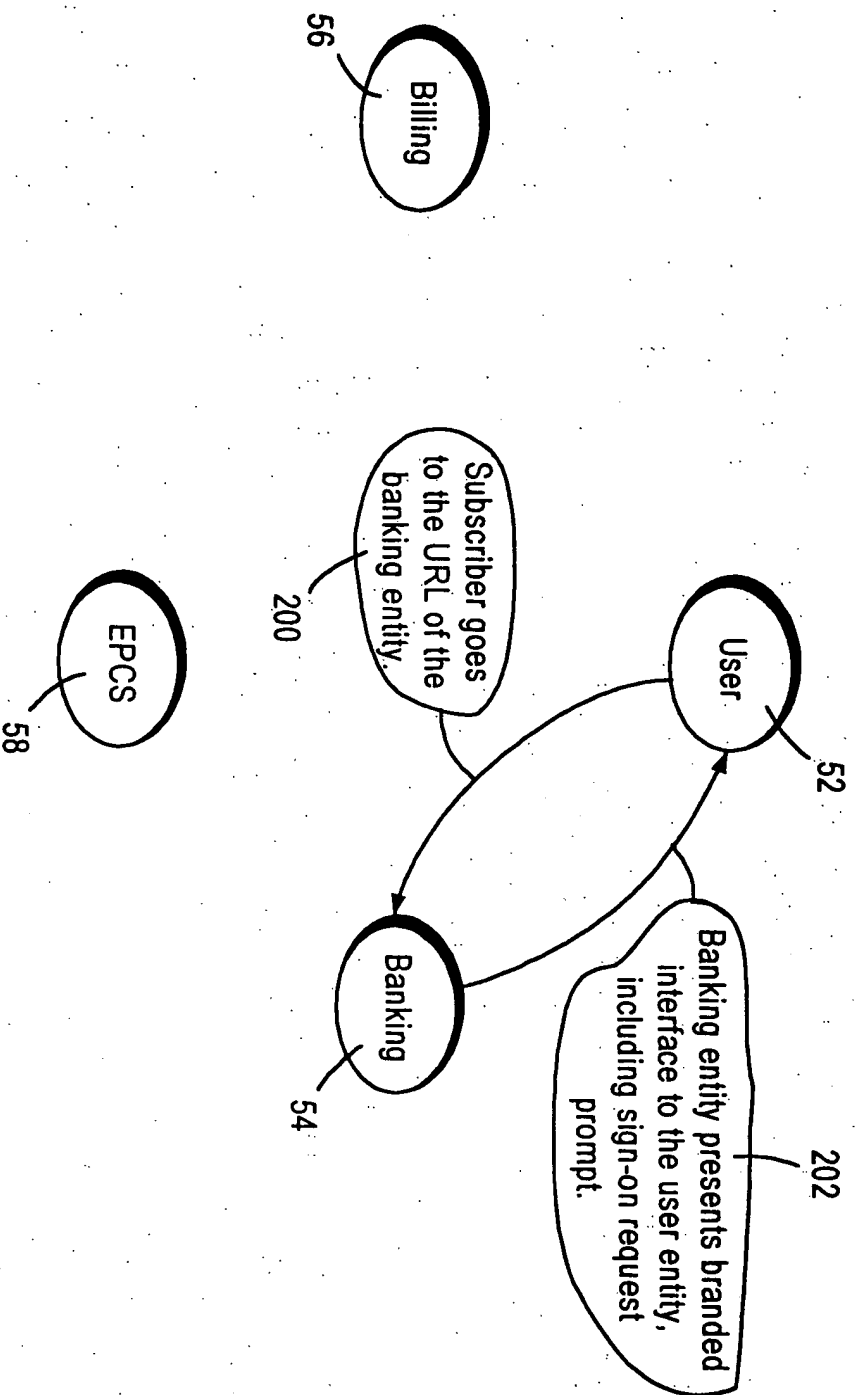 52
User
202
Banking entity presents branded
interface to the user entity,
including sign-on request
prompt.
Subscriber goes
to the URL of the
banking entity.
200
56
Billing
Banking
54
EPCS
58